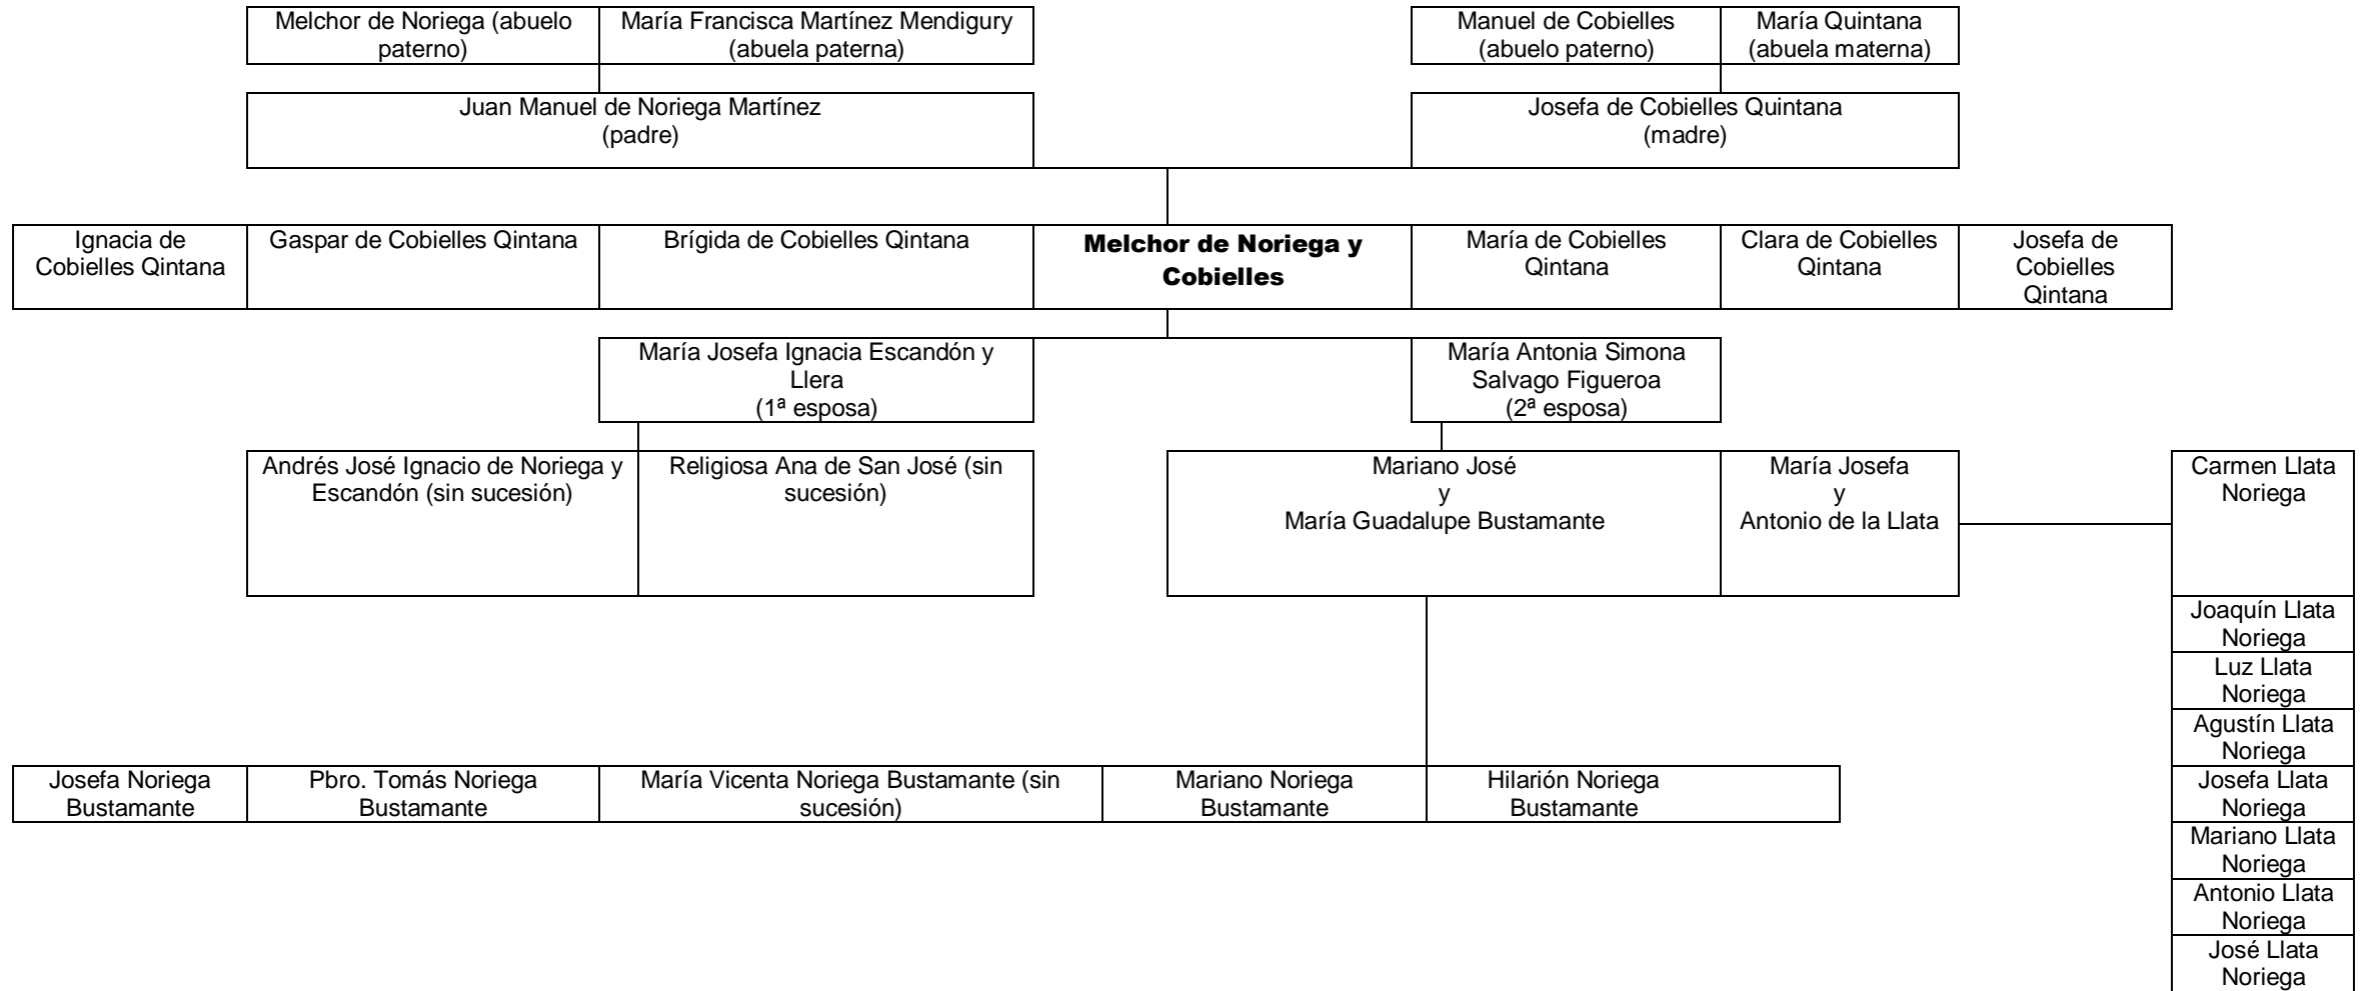 Melchor de Noriega (abuelo
paterno)
María Francisca Martínez Mendigury
(abuela paterna)
Manuel de Cobielles
(abuelo paterno)
María Quintana
(abuela materna)
Juan Manuel de Noriega Martínez
(padre)
Josefa de Cobielles Quintana
(madre)
Ignacia de
Cobielles Qintana
Gaspar de Cobielles Qintana
Brígida de Cobielles Qintana
Melchor de Noriega y
Cobielles
María de Cobielles
Qintana
Clara de Cobielles
Qintana
Josefa de
Cobielles
Qintana
María Josefa Ignacia Escandón y
Llera
(1ª esposa)
María Antonia Simona
Salvago Figueroa
(2ª esposa)
Andrés José Ignacio de Noriega y
Escandón (sin sucesión)
Religiosa Ana de San José (sin
sucesión)
Mariano José
y
María Guadalupe Bustamante
María Josefa
y
Antonio de la Llata
Carmen Llata
Noriega
Joaquín Llata
Noriega
Luz Llata
Noriega
Agustín Llata
Noriega
Josefa Noriega
Bustamante
Pbro. Tomás Noriega
Bustamante
María Vicenta Noriega Bustamante (sin
sucesión)
Mariano Noriega
Bustamante
Hilarión Noriega
Bustamante
Josefa Llata
Noriega
Mariano Llata
Noriega
Antonio Llata
Noriega
José Llata
Noriega